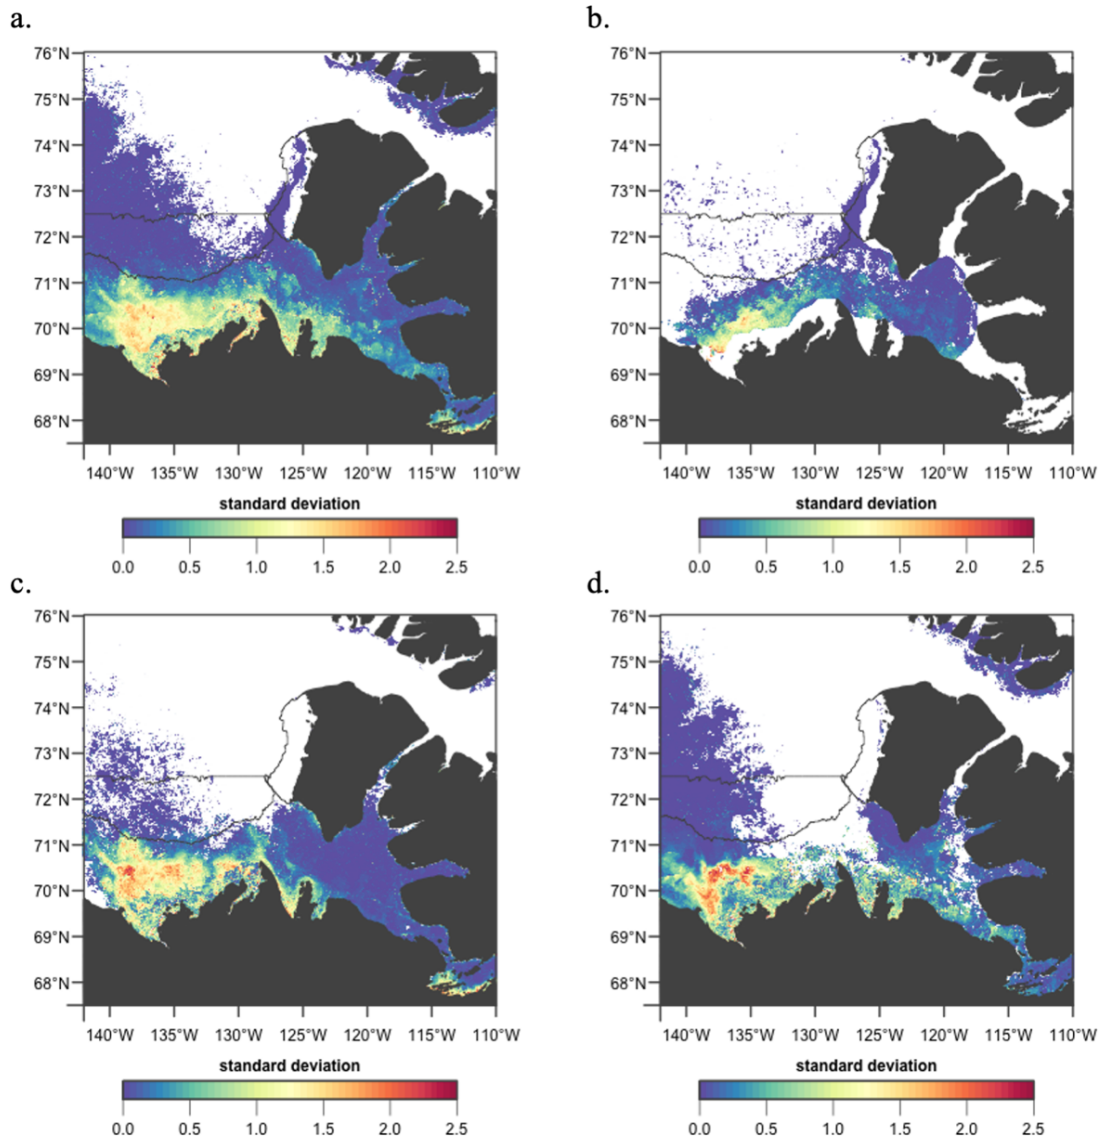 a. b.
76°N 76°N
75°N 75°N
74°N 74°N
73°N 73°N
72°N 72°N
71°N 71°N
70°N 70°N
69°N 69°N
68°N 68°N
140°W 135°W 130°W 125°W 120°W 115°W 110°W 140°W 135°W 130°W 125°W 120°W 115°W 110°W
standard deviation standard deviation
0.0 0.5 1.0 1.5 2.0 2.5 0.0 0.5 1.0 1.5 2.0 2.5
c. d.
76°N 76°N
75°N 75°N
74°N 74°N
73°N 73°N
72°N 72°N
71°N 71°N
70°N 70°N
69°N 69°N
68°N 68°N
140°W 135°W 130°W 125°W 120°W 115°W 110°W 140°W 135°W 130°W 125°W 120°W 115°W 110°W
standard deviation standard deviation
0.0 0.5 1.0 1.5 2.0 2.5 0.0 0.5 1.0 1.5 2.0 2.5